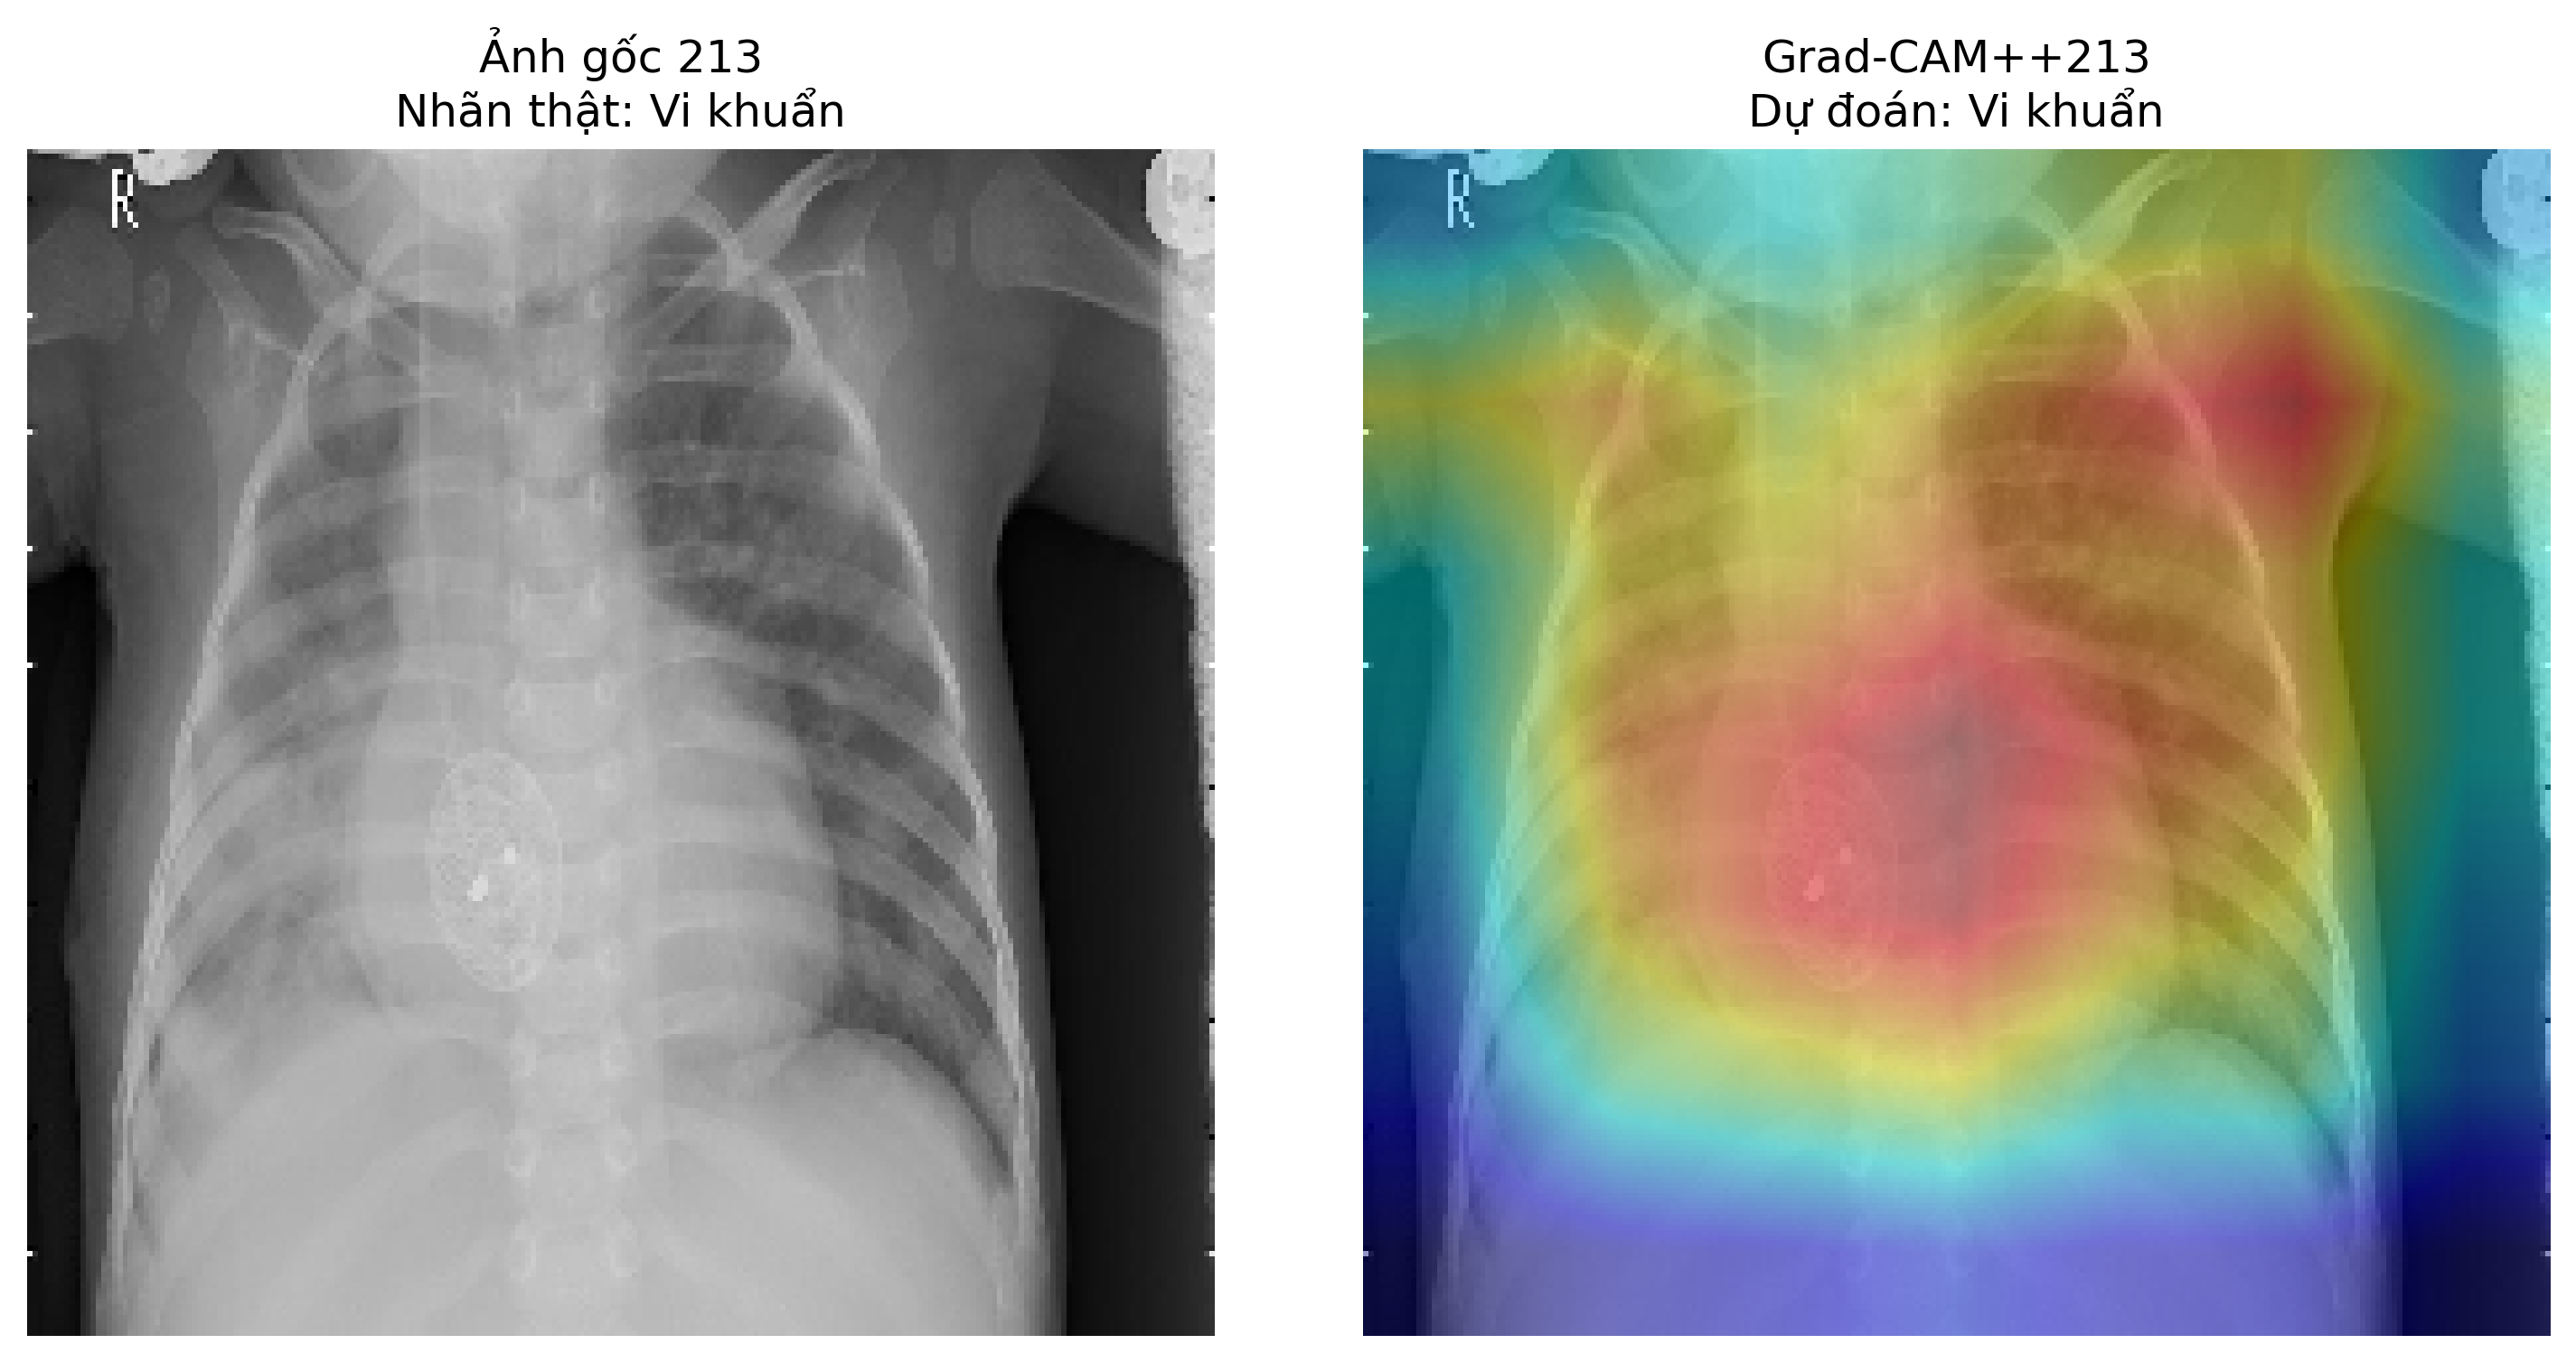 Ảnh gốc 213
Nhãn thật: Vi khuẩn
R
Grad-CAM++213
Dự đoán: Vi khuẩn
R